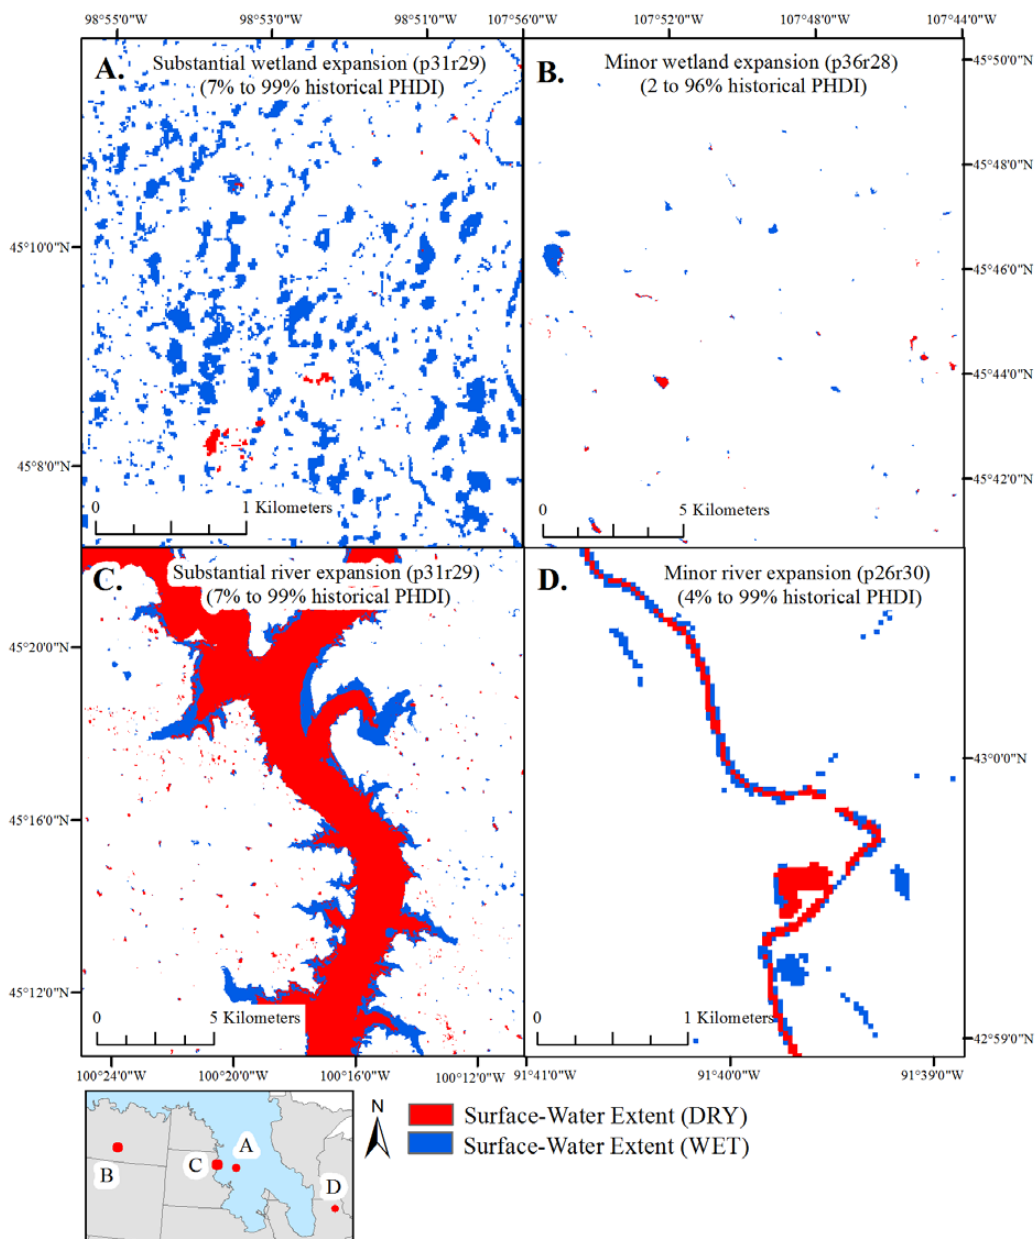 98°55'0"W 98°53'0"W 98°51'0"W 107°56'0"W 107°52'0"W 107°48'0"W 107°44'0"W
A. Substantial wetland expansion (p31r29)
(7% to 99% historical PHDI)
45°10'0"N
45°8'0"N
0 1 Kilometers
B. Minor wetland expansion (p36r28)
(2 to 96% historical PHDI)
45°50'0"N
45°48'0"N
45°46'0"N
45°44'0"N
45°42'0"N
0 5 Kilometers
C. Substantial river expansion (p31r29)
(7% to 99% historical PHDI)
45°20'0"N
45°16'0"N
45°12'0"N
0 5 Kilometers
D. Minor river expansion (p26r30)
(4% to 99% historical PHDI)
43°0'0"N
42°59'0"N
0 1 Kilometers
100°24'0"W 100°20'0"W 100°16'0"W 100°12'0"W 91°41'0"W 91°40'0"W 91°39'0"W
B
C
A
D
N
Surface-Water Extent (DRY)
Surface-Water Extent (WET)